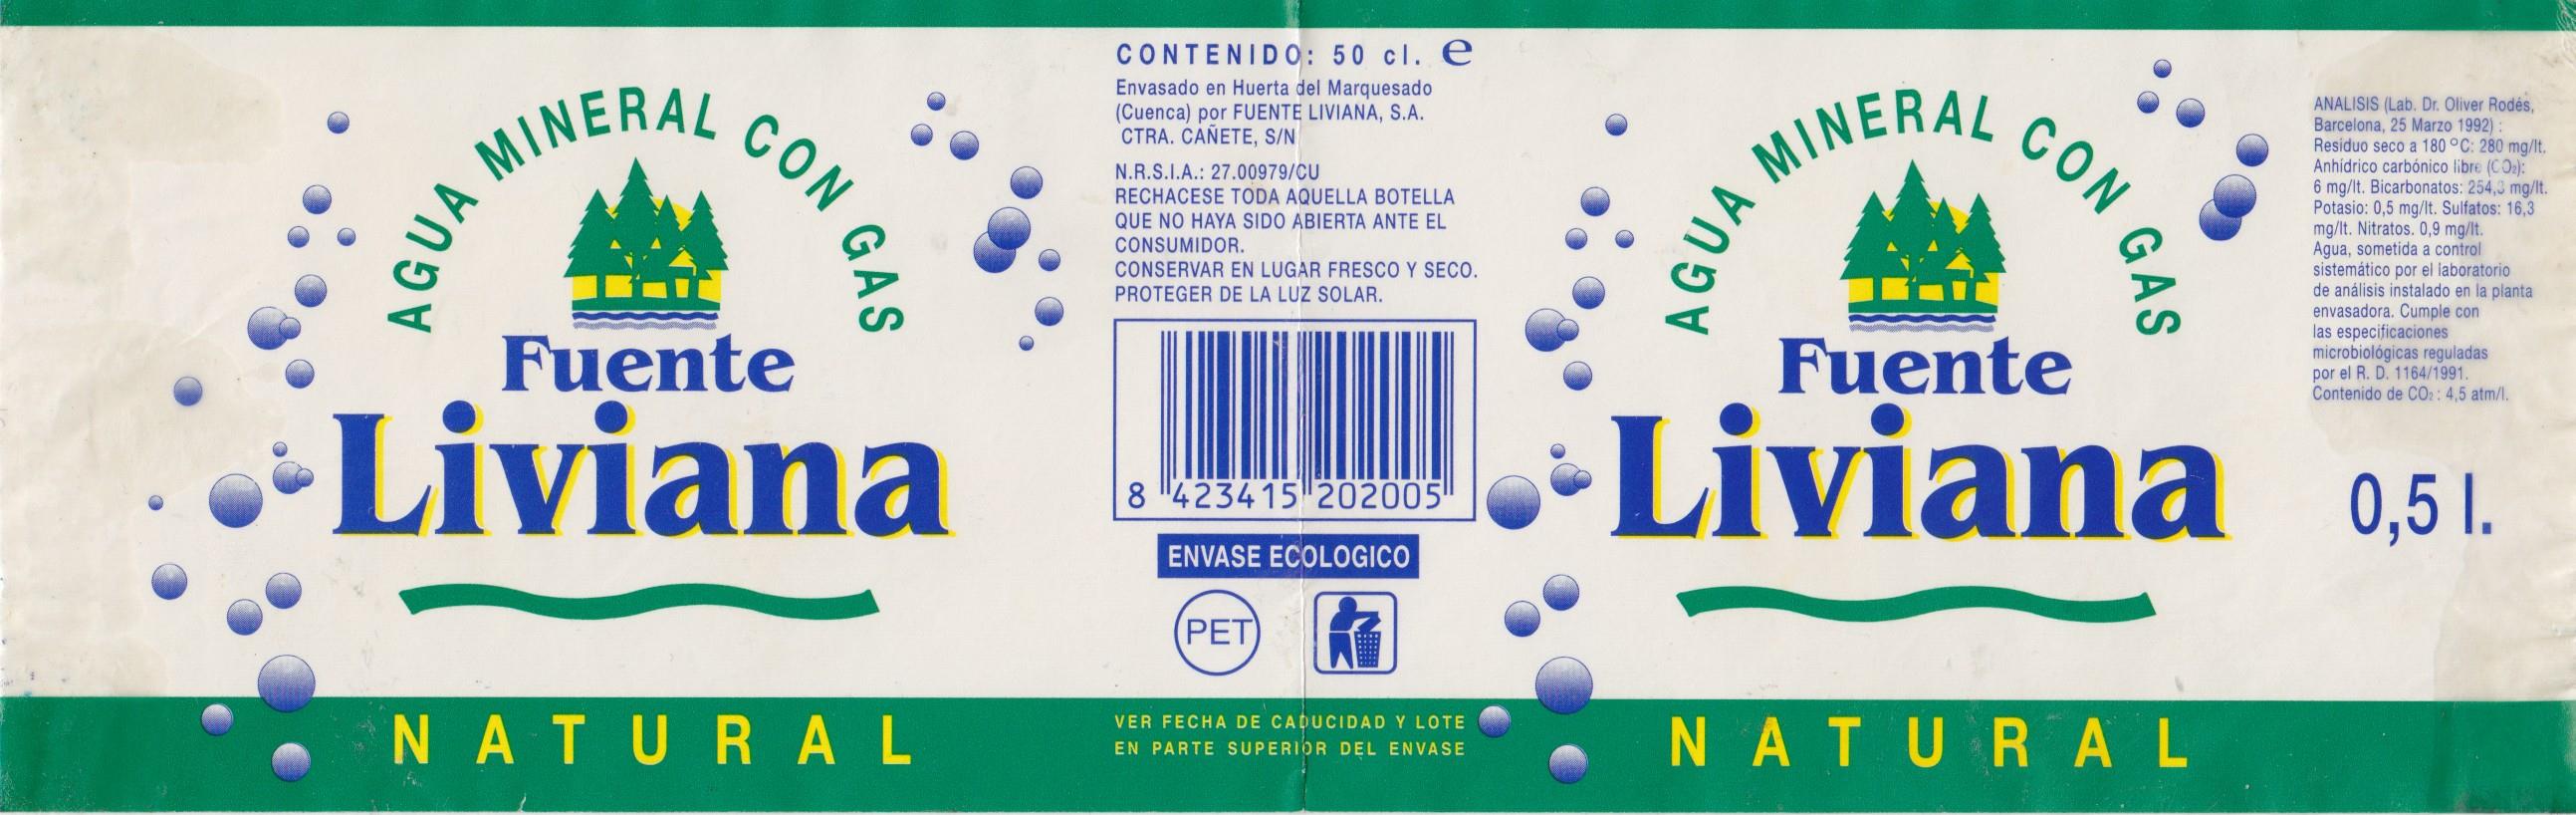 AGUA MINERAL CON GAS
Fuente
Liviana
NATURAL
CONTENIDO: 50 cl. e
Envasado en Huerta del Marquesado
(Cuenca) por FUENTE LIVIANA, S.A.
CTRA. CAÑETE, S/N
N.R.S.I.A.: 27.00979/CU
RECHACESE TODA AQUELLA BOTELLA
QUE NO HAYA SIDO ABIERTA ANTE EL
CONSUMIDOR.
CONSERVAR EN LUGAR FRESCO Y SECO.
PROTEGER DE LA LUZ SOLAR.
8 423415 202005
ENVASE ECOLOGICO
PET
VER FECHA DE CADUCIDAD Y LOTE
EN PARTE SUPERIOR DEL ENVASE
AGUA MINERAL CON GAS
Fuente
Liviana
NATURAL
ANALISIS (Lab. Dr. Oliver Rodés,
Barcelona, 25 Marzo 1992) :
Residuo seco a 180 °C: 280 mg/lt.
Anhídrico carbónico libre (CO₂):
6 mg/lt. Bicarbonatos: 254,3 mg/lt.
Potasio: 0,5 mg/lt. Sulfatos: 16,3
mg/lt. Nitratos. 0,9 mg/lt.
Agua, sometida a control
sistemático por el laboratorio
de análisis instalado en la planta
envasadora. Cumple con
las especificaciones
microbiológicas reguladas
por el R. D. 1164/1991.
Contenido de CO₂ : 4,5 atm/l.
0,5 l.